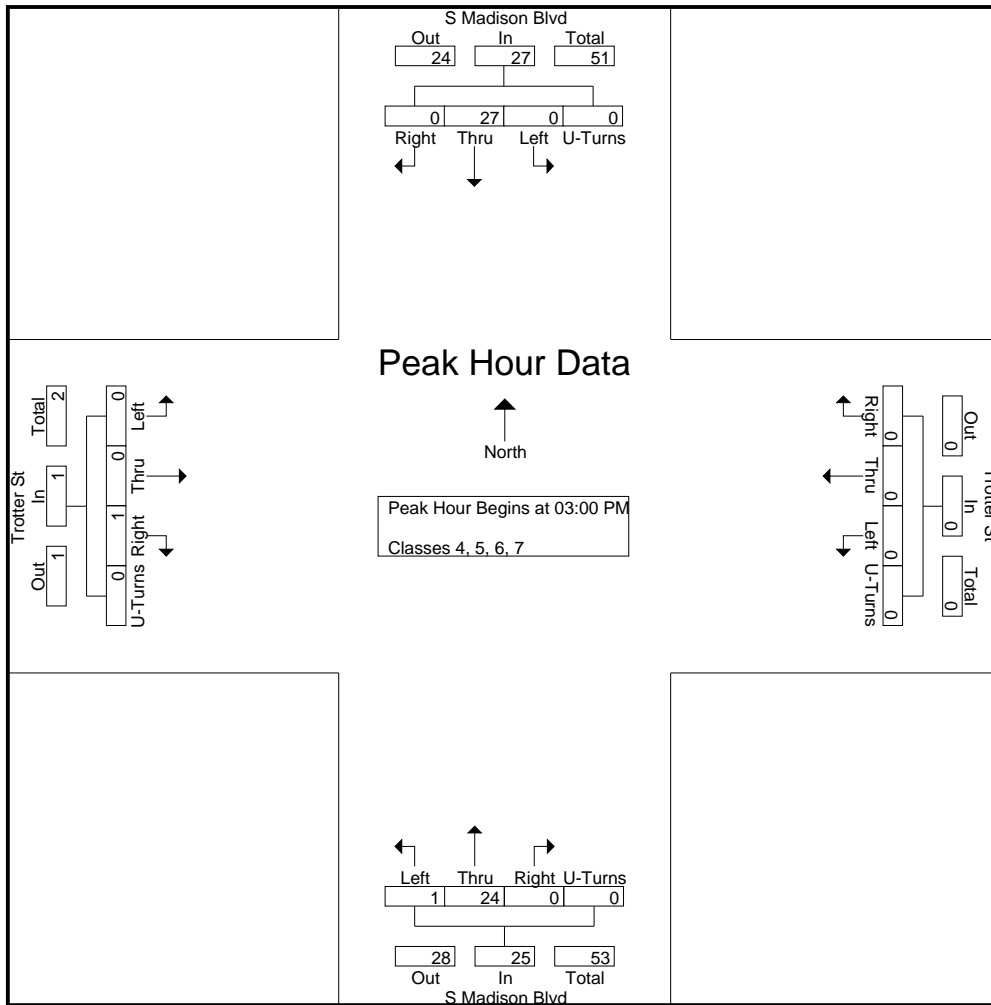 S Madison Blvd
Out In Total
24 27 51
0 27 0 0
Right Thru Left U-Turns
Peak Hour Data
North
Peak Hour Begins at 03:00 PM
Classes 4, 5, 6, 7
Trotter St
Total In Out
2 1 1
0 0 1 0
Left Thru Right U-Turns
Right Thru Left U-Turns
0 0 0 0
Out In Total
0 0 0
Trotter St
Left Thru Right U-Turns
1 24 0 0
28 25 53
Out In Total
S Madison Blvd